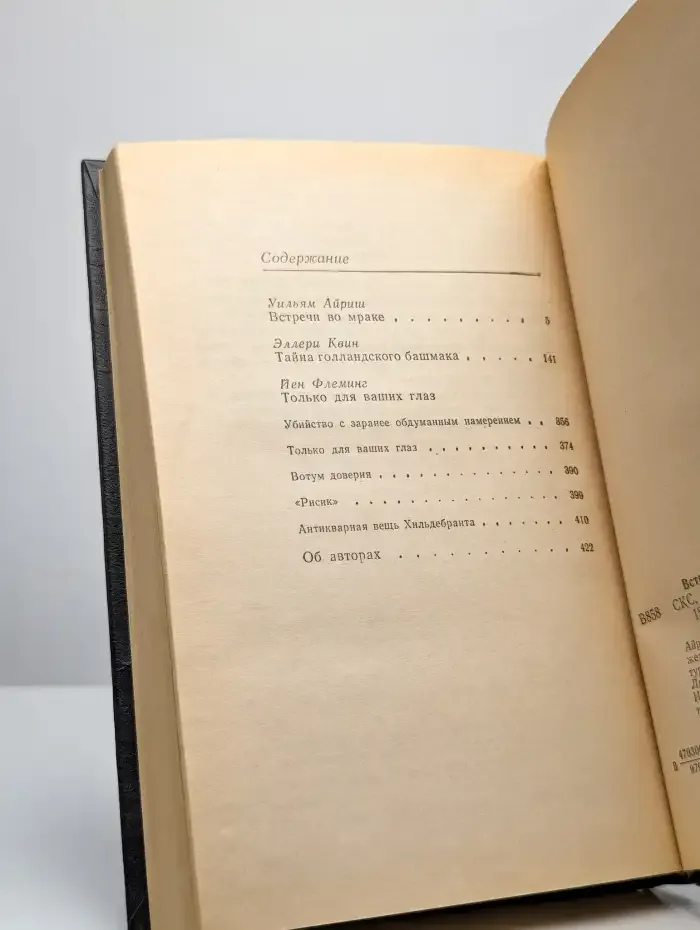 Содержание
Уильям Айриш
Встречи во мраке . . . . . . . . . 5
Эллери Квин
Тайна голландского башмака . . . . . 141
Йен Флеминг
Только для ваших глаз
Убийство с заранее обдуманным намерением . . 356
Только для ваших глаз . . . . . . . . . . 374
Вотум доверия . . . . . . . . . . . . . 390
«Рисик» . . . . . . . . . . . . . . . . 399
Антикварная вещь Хильдебранта . . . . . . . 410
Об авторах . . . . . . . . . . 422
В858 СКС,